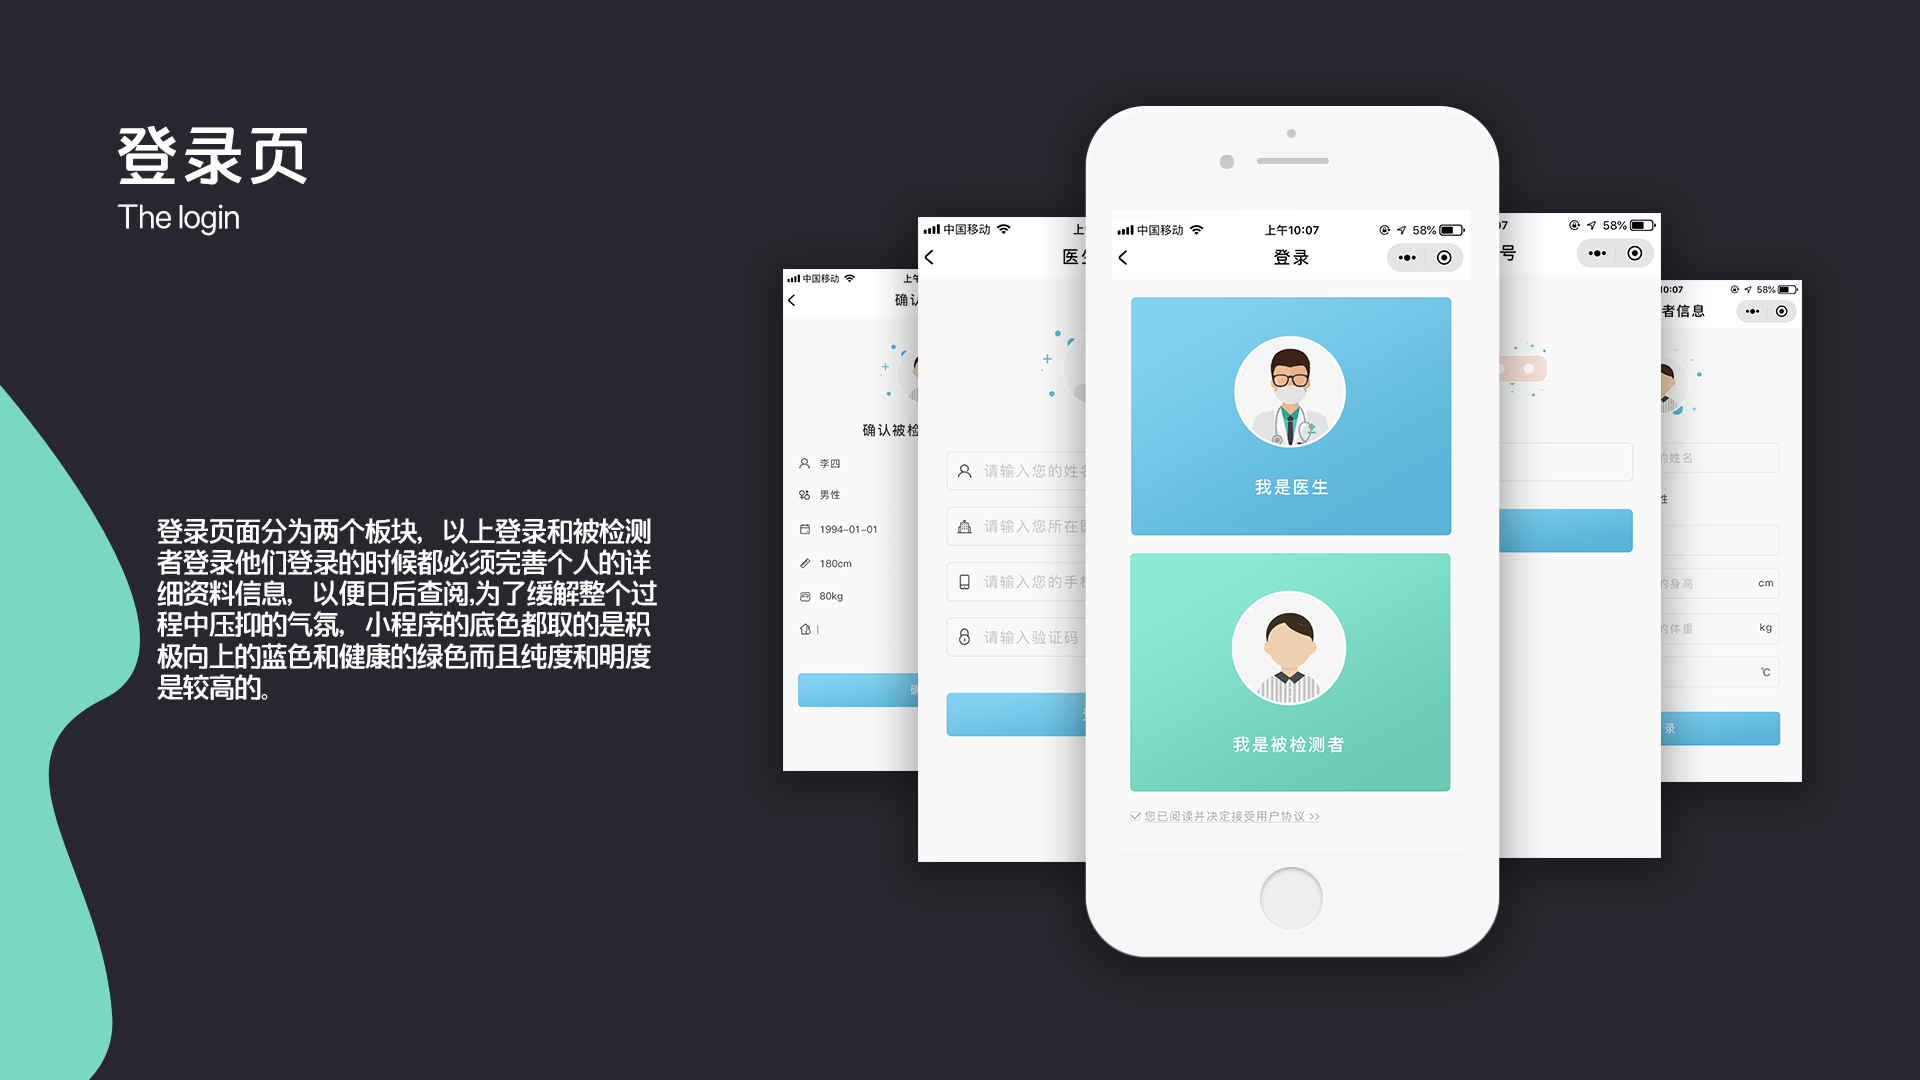 登录页
The login
登录页面分为两个板块，以上登录和被检测
者登录他们登录的时候都必须完善个人的详
细资料信息，以便日后查阅,为了缓解整个过
程中压抑的气氛，小程序的底色都取的是积
极向上的蓝色和健康的绿色而且纯度和明度
是较高的。
中国移动
上午
确认
确认被检
李四
男性
1994-01-01
180cm
80kg
中国移动
上
医生
请输入您的姓名
请输入您所在医
请输入您的手机
请输入验证码
中国移动 上午10:07 58%
登录
我是医生
我是被检测者
您已阅读并决定接受用户协议 >>
07 58%
号
10:07 58%
者信息
的姓名
性
的身高 cm
的体重 kg
℃
录